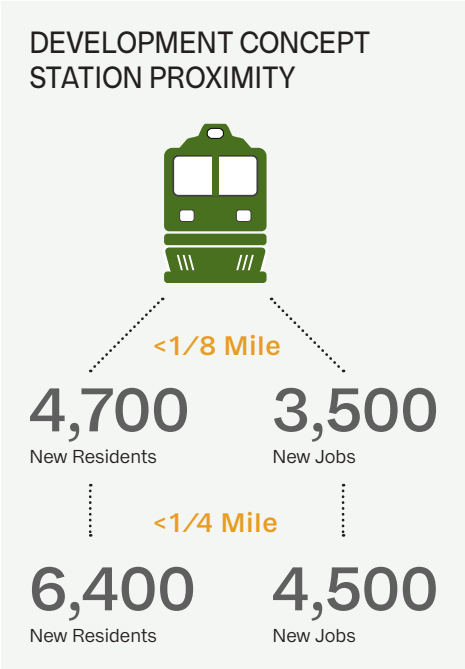 DEVELOPMENT CONCEPT
STATION PROXIMITY
<1/8 Mile
4,700
3,500
New Residents
New Jobs
<1/4 Mile
6,400
4,500
New Residents
New Jobs